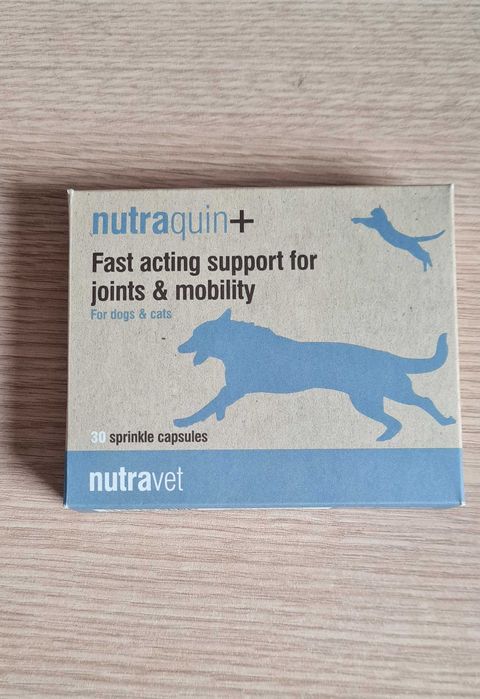 nutraquin+
Fast acting support for
joints & mobility
For dogs & cats
30 sprinkle capsules
nutravet